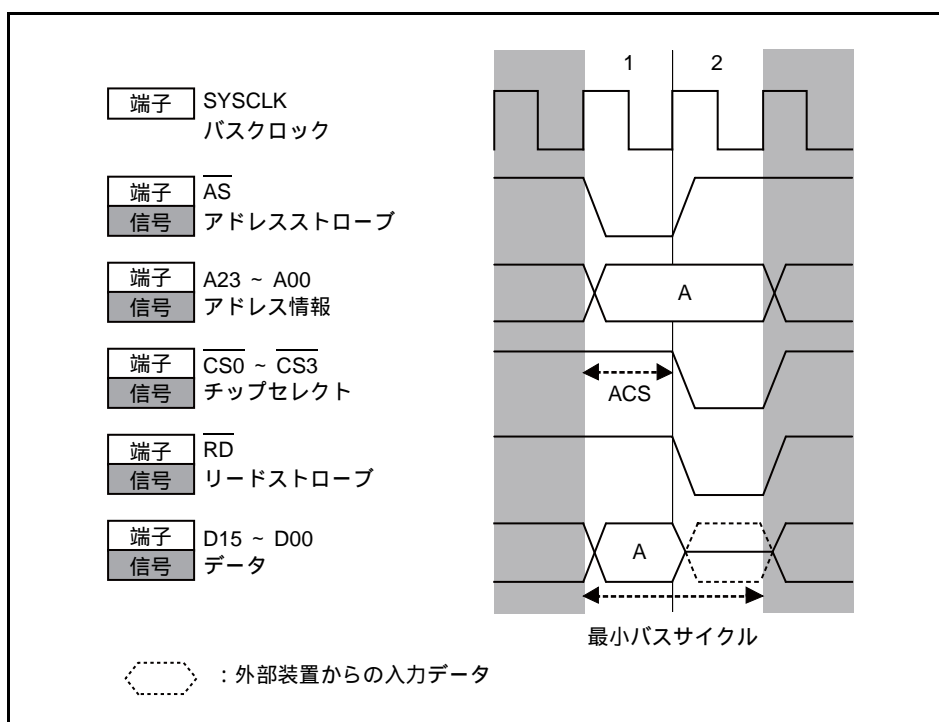 1 2
端子 SYSCLK
バスクロック
端子 AS
信号 アドレスストローブ
端子 A23 ~ A00
信号 アドレス情報
A
端子 CS0 ~ CS3
信号 チップセレクト
ACS
端子 RD
信号 リードストローブ
端子 D15 ~ D00
信号 データ
A
最小バスサイクル
:外部装置からの入力データ